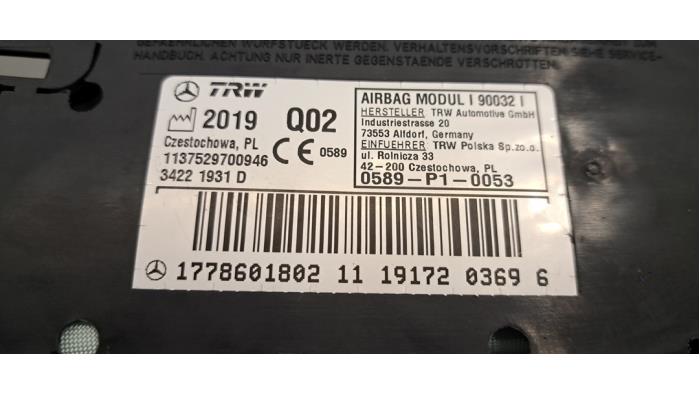 GEFAEHRLICHEN WURFSTUECK WERDEN. VERHALTENSVORSCHRIFTEN SIEHE SERVICE-
HANDBUCH. ACHTUNG NUR INERTE GEGENSTAENDE VERSCHROTTEN.
TRW
2019 Q02
Czestochowa, PL
1137529700946
CE 0589
3422 1931 D
AIRBAG MODUL I 90032 I
HERSTELLER TRW Automotive GmbH
Industriestrasse 20
73553 Alldorf, Germany
EINFUEHRER TRW Polska Sp.zo.o.
ul. Rolnicza 33
42-200 Czestochowa, PL
0589-P1-0053
1778601802 11 19172 0369 6